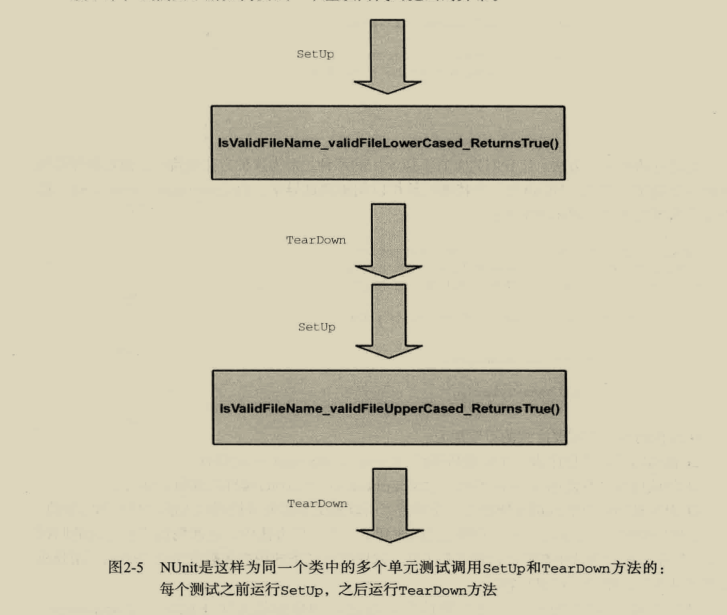 SetUp
IsValidFileName_validFileLowerCased_ReturnsTrue()
TearDown
SetUp
IsValidFileName_validFileUpperCased_ReturnsTrue()
TearDown
图2-5 NUnit是这样为同一个类中的多个单元测试调用SetUp和TearDown方法的：
每个测试之前运行SetUp，之后运行TearDown方法